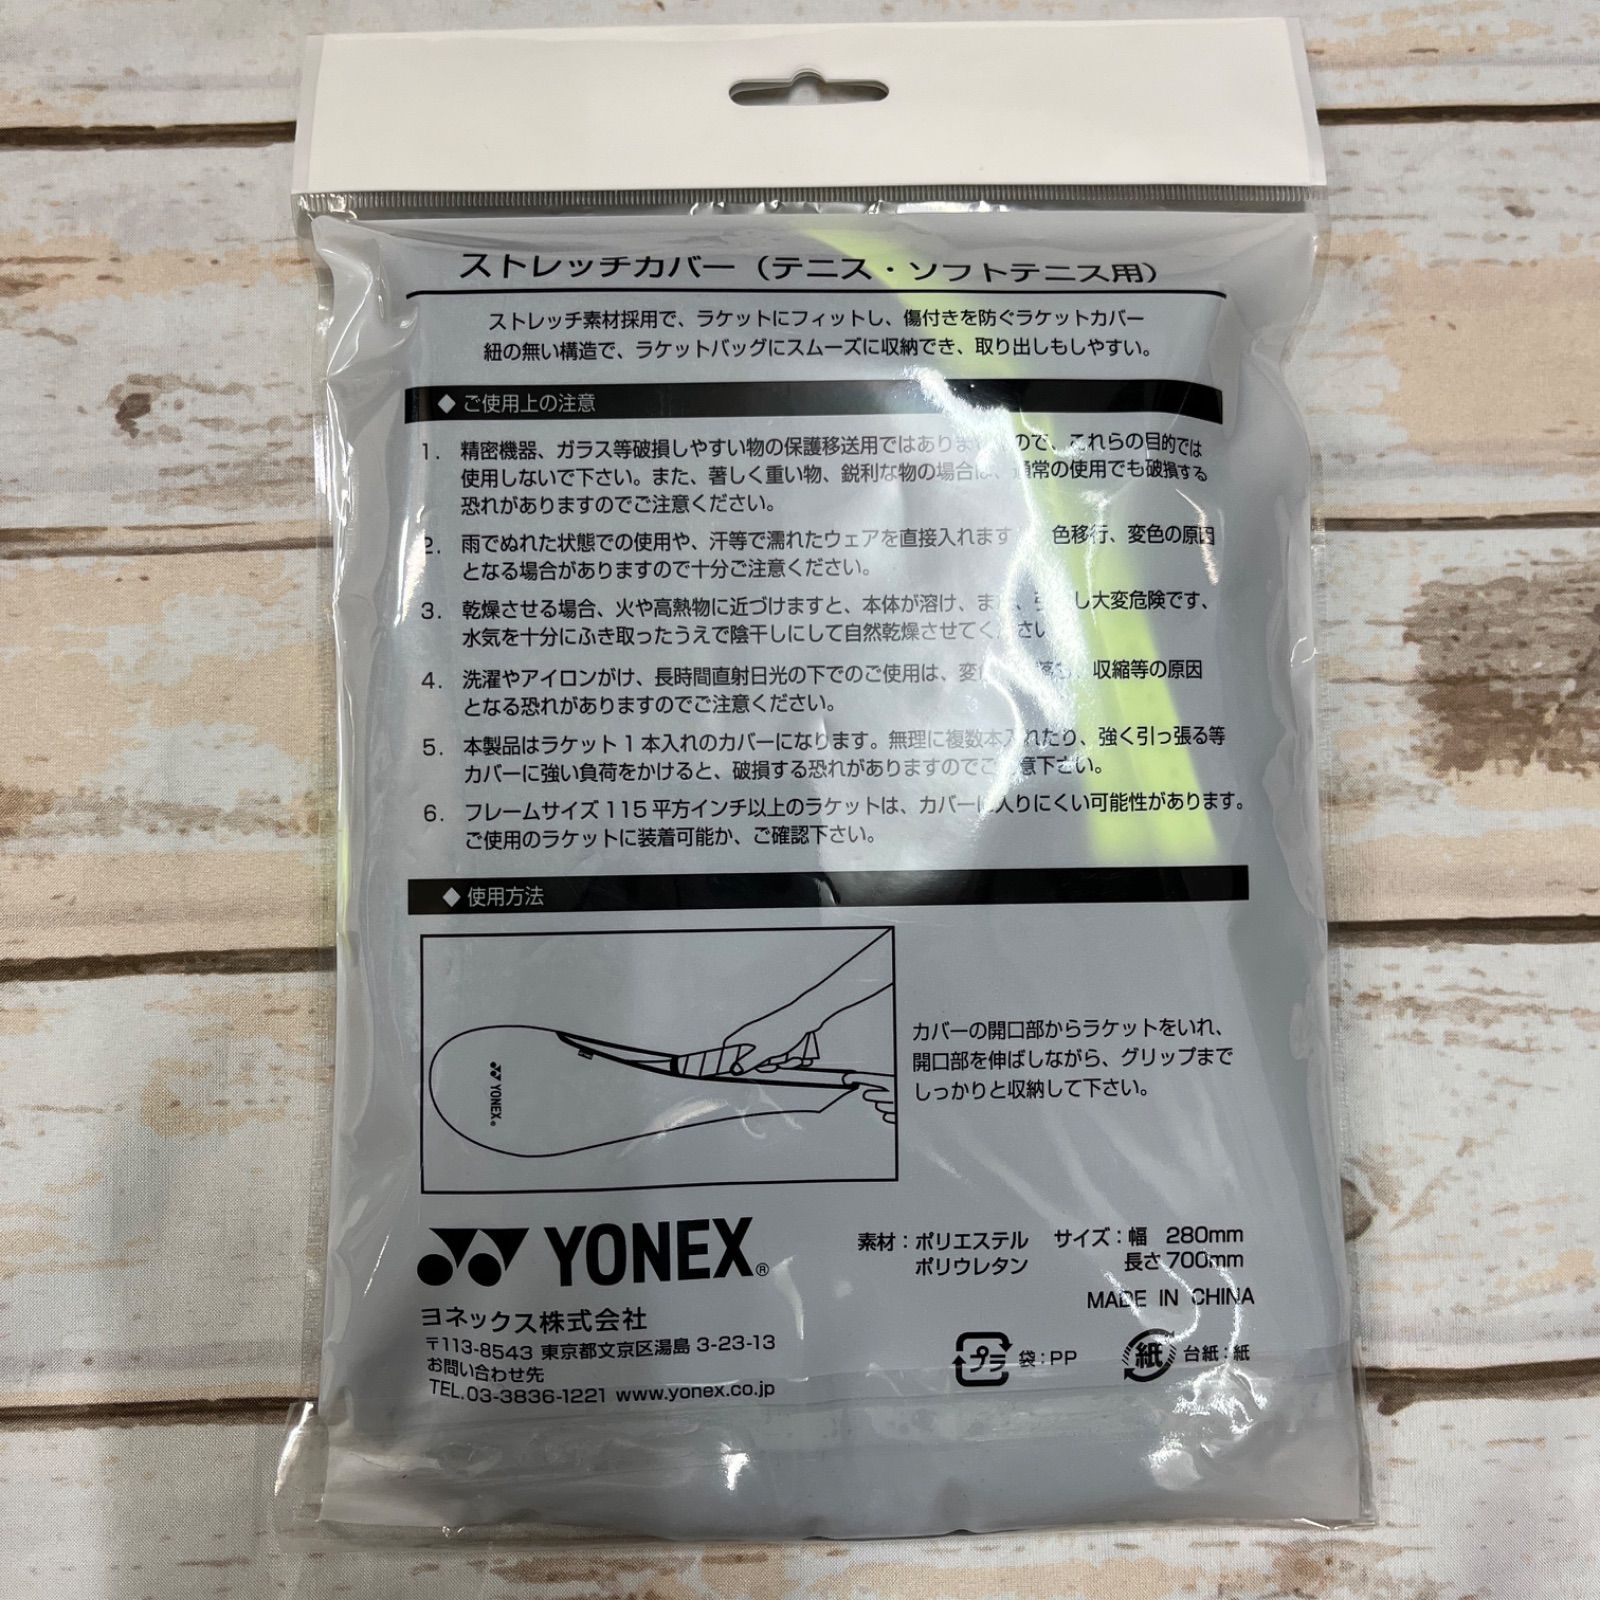 ストレッチカバー（テニス・ソフトテニス用）
ストレッチ素材採用で、ラケットにフィットし、傷付きを防ぐラケットカバー
紐の無い構造で、ラケットバッグにスムーズに収納でき、取り出しもしやすい。
◆ ご使用上の注意
1. 精密機器、ガラス等破損しやすい物の保護移送用ではありま ので、これらの目的では
使用しないで下さい。また、著しく重い物、鋭利な物の場合は、通常の使用でも破損する
恐れがありますのでご注意ください。
2. 雨でぬれた状態での使用や、汗等で濡れたウェアを直接入れます 色移行、変色の原因
となる場合がありますので十分ご注意ください。
3. 乾燥させる場合、火や高熱物に近づけますと、本体が溶け、また、引 し大変危険です、
水気を十分にふき取ったうえで陰干しにして自然乾燥させてください
4. 洗濯やアイロンがけ、長時間直射日光の下でのご使用は、変 落ち、収縮等の原因
となる恐れがありますのでご注意ください。
5. 本製品はラケット1本入れのカバーになります。無理に複数本入れたり、強く引っ張る等
カバーに強い負荷をかけると、破損する恐れがありますのでご注意下さい。
6. フレームサイズ115平方インチ以上のラケットは、カバーに入りにくい可能性があります。
ご使用のラケットに装着可能か、ご確認下さい。
◆ 使用方法
YONEX®
カバーの開口部からラケットをいれ、
開口部を伸ばしながら、グリップまで
しっかりと収納して下さい。
YONEX®
素材：ポリエステル サイズ：幅 280mm
ポリウレタン 長さ 700mm
MADE IN CHINA
ヨネックス株式会社
〒113-8543 東京都文京区湯島 3-23-13
お問い合わせ先
TEL.03-3836-1221 www.yonex.co.jp
プラ 袋：PP 紙 台紙：紙